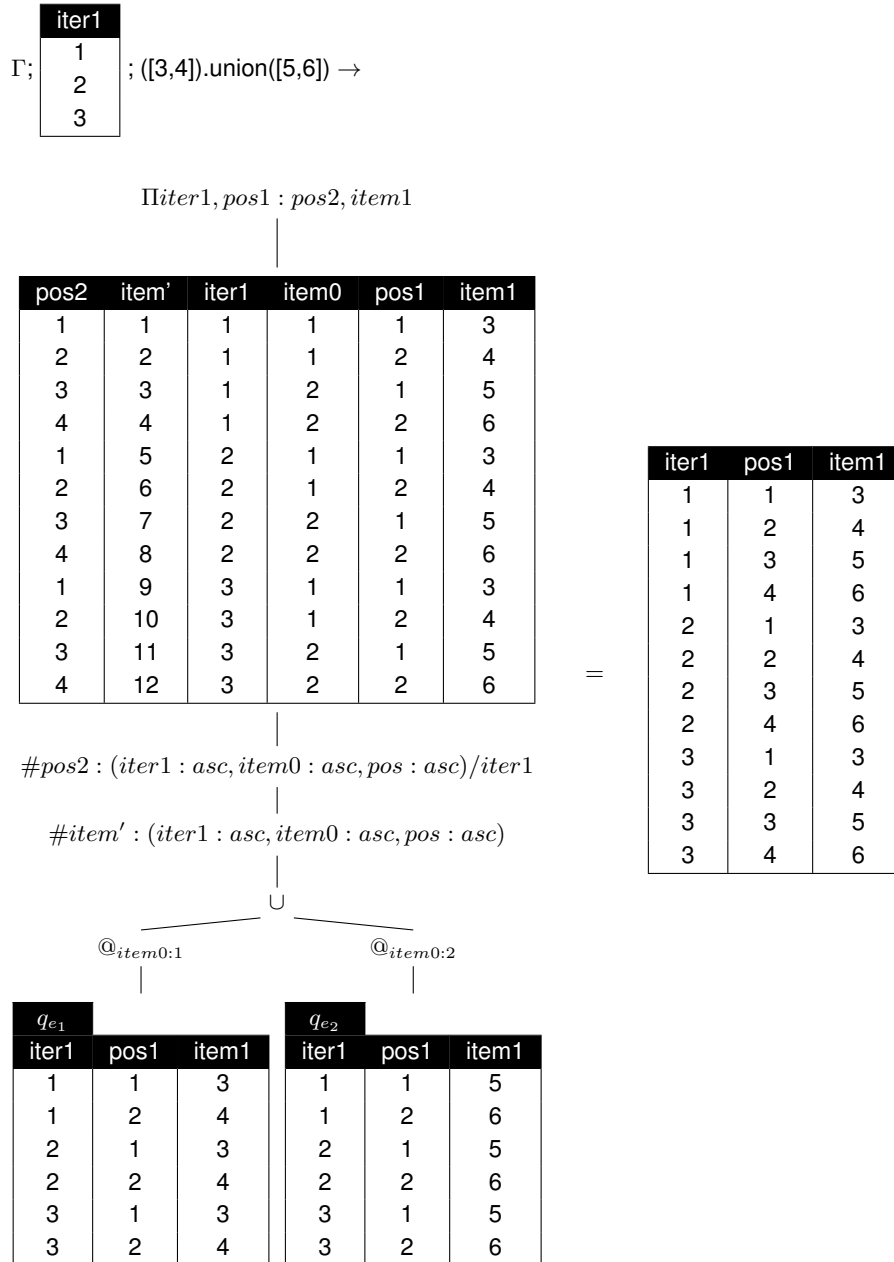 iter1
Γ; 1 ; ([3,4]).union([5,6]) →
2
3
Πiter1, pos1 : pos2, item1
pos2 item' iter1 item0 pos1 item1
1 1 1 1 1 3
2 2 1 1 2 4
3 3 1 2 1 5
4 4 1 2 2 6
1 5 2 1 1 3
2 6 2 1 2 4
3 7 2 2 1 5
4 8 2 2 2 6
1 9 3 1 1 3
2 10 3 1 2 4
3 11 3 2 1 5
4 12 3 2 2 6
=
iter1 pos1 item1
1 1 3
1 2 4
1 3 5
1 4 6
2 1 3
2 2 4
2 3 5
2 4 6
3 1 3
3 2 4
3 3 5
3 4 6
#pos2 : (iter1 : asc, item0 : asc, pos : asc)/iter1
#item′ : (iter1 : asc, item0 : asc, pos : asc)
∪
@item0:1 @item0:2
qe1
iter1 pos1 item1
1 1 3
1 2 4
2 1 3
2 2 4
3 1 3
3 2 4
qe2
iter1 pos1 item1
1 1 5
1 2 6
2 1 5
2 2 6
3 1 5
3 2 6